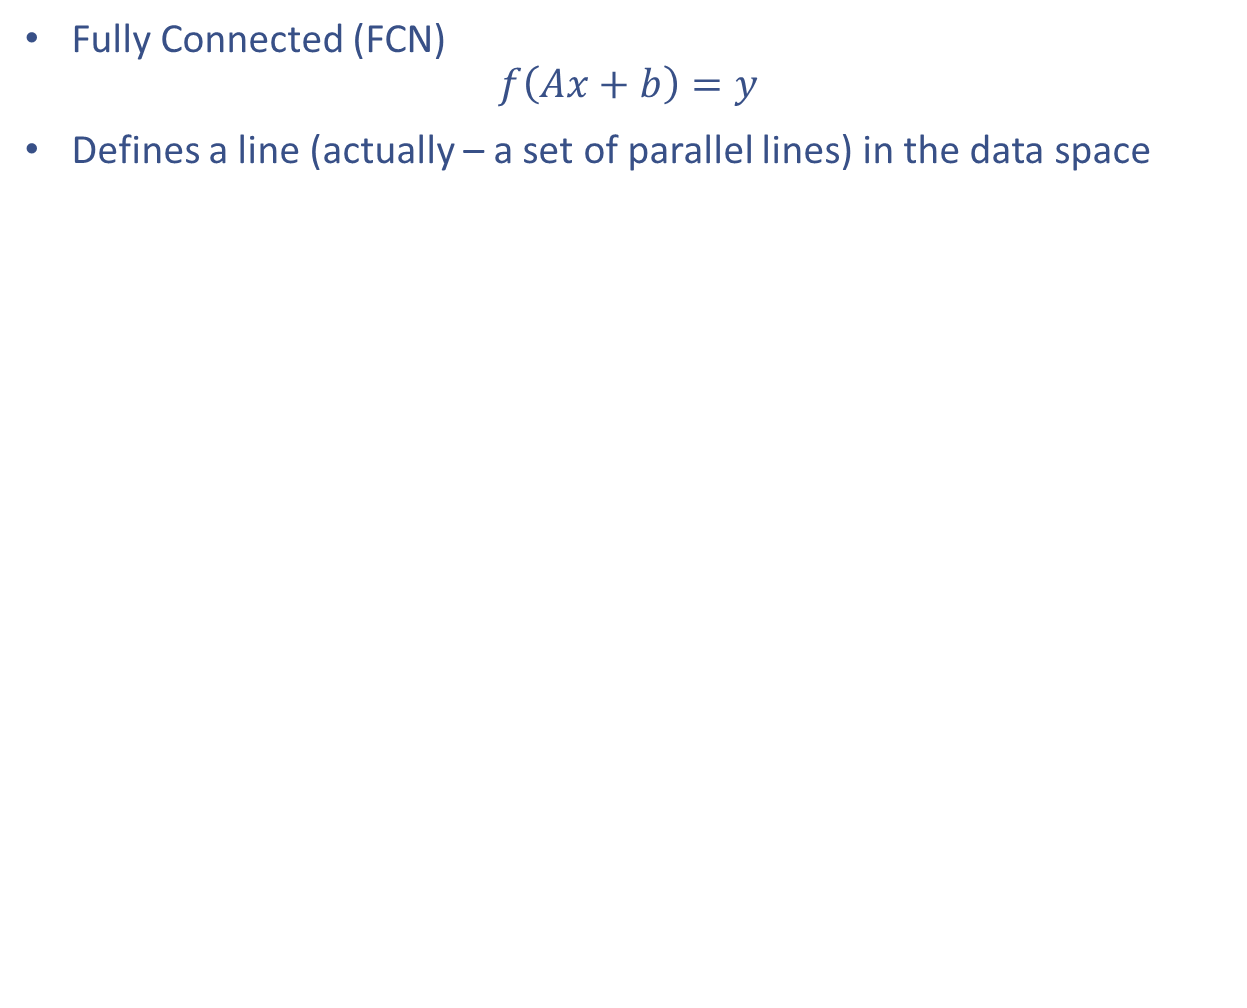 • Fully Connected (FCN)
f(Ax + b) = y
• Defines a line (actually – a set of parallel lines) in the data space